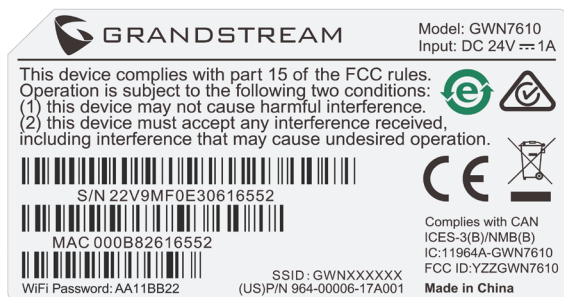 GRANDSTREAM
Model: GWN7610
Input: DC 24V⎓1A
This device complies with part 15 of the FCC rules.
Operation is subject to the following two conditions:
(1) this device may not cause harmful interference.
(2) this device must accept any interference received,
including interference that may cause undesired operation.
e
CE
S/N 22V9MF0E30616552
MAC 000B82616552
WiFi Password: AA11BB22
SSID : GWNXXXXXX
(US)P/N 964-00006-17A001
Complies with CAN
ICES-3(B)/NMB(B)
IC:11964A-GWN7610
FCC ID:YZZGWN7610
Made in China